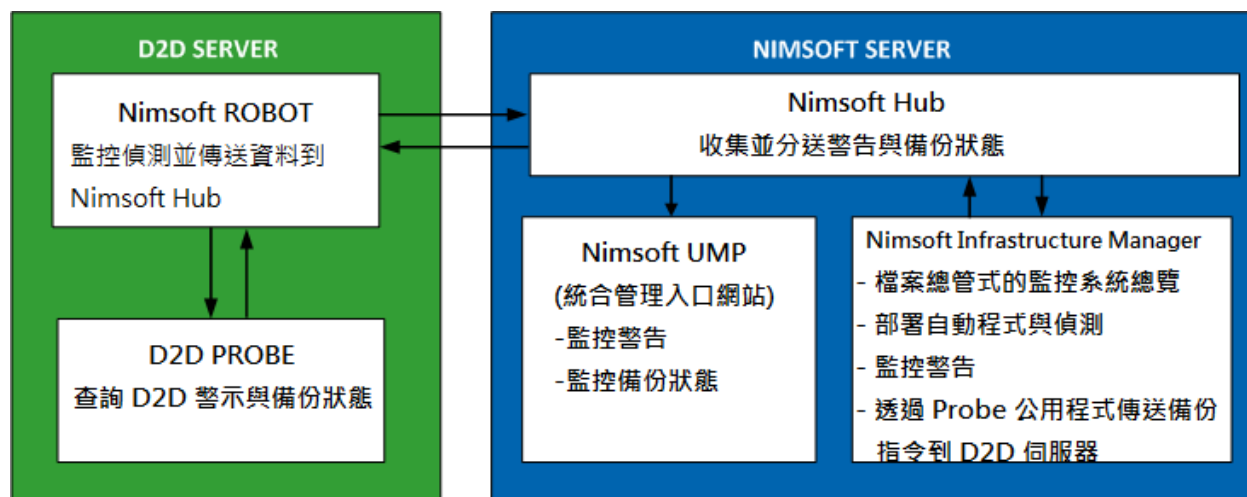 D2D SERVER
Nimsoft ROBOT
監控偵測並傳送資料到
Nimsoft Hub
D2D PROBE
查詢 D2D 警示與備份狀態
NIMSOFT SERVER
Nimsoft Hub
收集並分送警告與備份狀態
Nimsoft UMP
(統合管理入口網站)
-監控警告
-監控備份狀態
Nimsoft Infrastructure Manager
- 檔案總管式的監控系統總覽
- 部署自動程式與偵測
- 監控警告
- 透過 Probe 公用程式傳送備份
指令到 D2D 伺服器